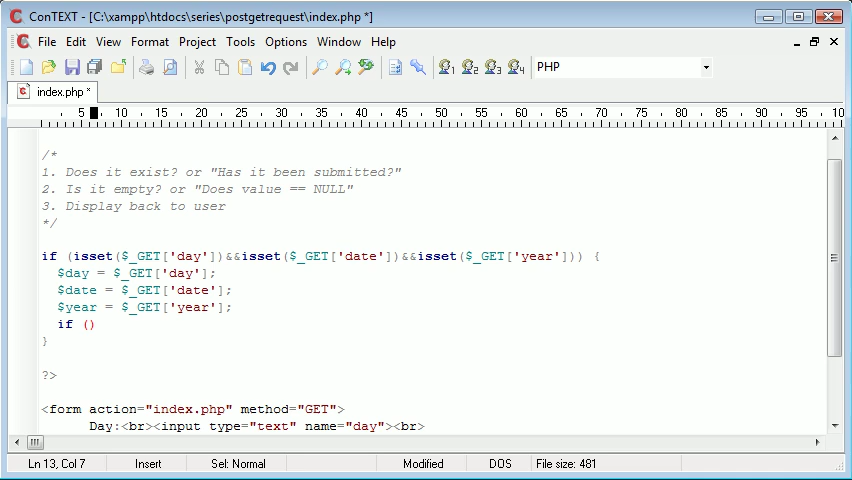 ConTEXT - [C:\xampp\htdocs\series\postgetrequest\index.php *]
File Edit View Format Project Tools Options Window Help
1 2 3 4 PHP
index.php *
5 10 15 20 25 30 35 40 45 50 55 60 65 70 75 80 85 90 95 10
/*
1. Does it exist? or "Has it been submitted?"
2. Is it empty? or "Does value == NULL"
3. Display back to user
*/
if (isset($_GET['day'])&&isset($_GET['date'])&&isset($_GET['year'])) {
$day = $_GET['day'];
$date = $_GET['date'];
$year = $_GET['year'];
if ()
}
?>
<form action="index.php" method="GET">
Day:<br><input type="text" name="day"><br>
Ln 13, Col 7 Insert Sel: Normal Modified DOS File size: 481